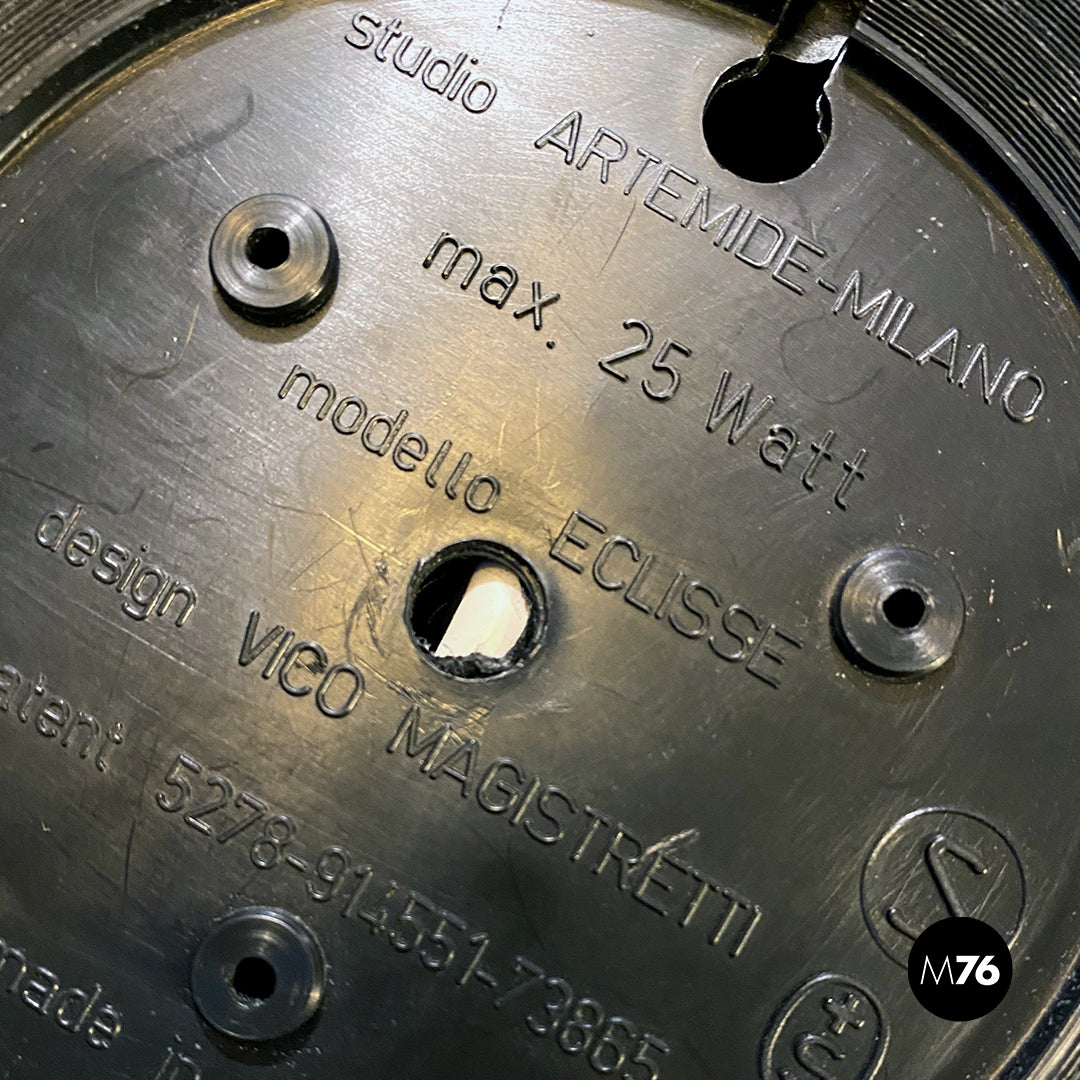 studio ARTEMIDE-MILANO
max. 25 Watt
modello ECLISSE
design VICO MAGISTRETTI
atent 5278-914551-73865
made in
M76